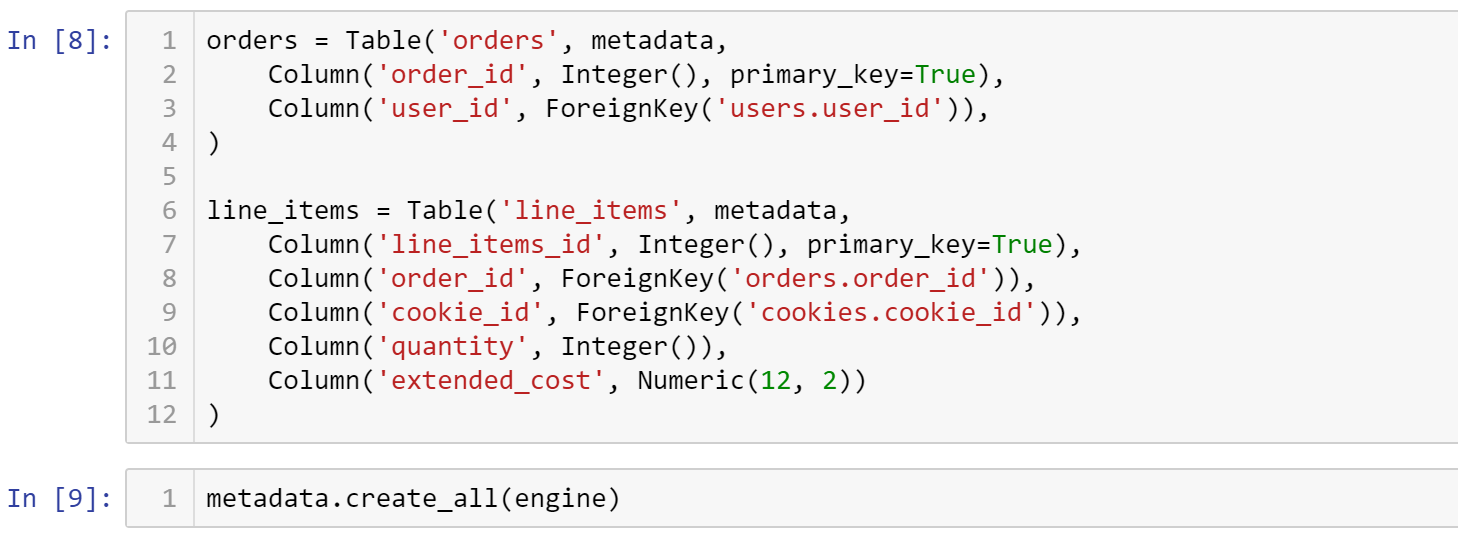 In [8]:
1 orders = Table('orders', metadata,
2     Column('order_id', Integer(), primary_key=True),
3     Column('user_id', ForeignKey('users.user_id')),
4 )
5
6 line_items = Table('line_items', metadata,
7     Column('line_items_id', Integer(), primary_key=True),
8     Column('order_id', ForeignKey('orders.order_id')),
9     Column('cookie_id', ForeignKey('cookies.cookie_id')),
10     Column('quantity', Integer()),
11     Column('extended_cost', Numeric(12, 2))
12 )
In [9]:
1 metadata.create_all(engine)